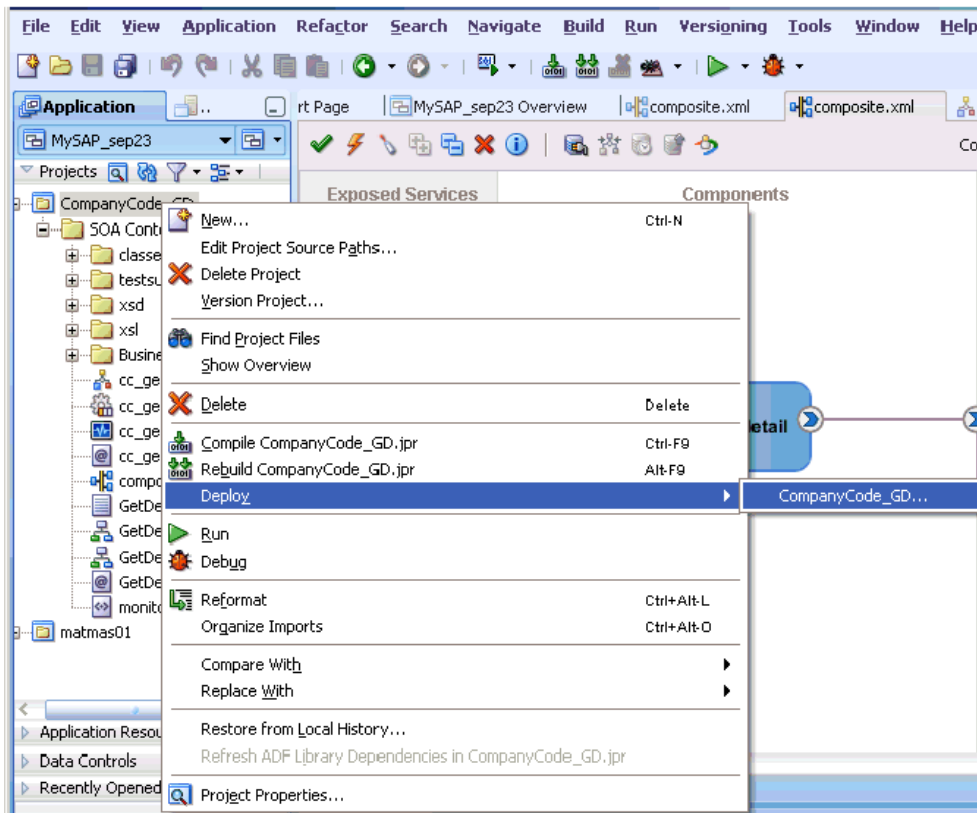 File Edit View Application Refactor Search Navigate Build Run Versioning Tools Window Help
Application .. rt Page MySAP_sep23 Overview composite.xml composite.xml
MySAP_sep23
Co
Projects
Exposed Services Components
CompanyCode_GD
New... Ctrl-N
SOA Cont
Edit Project Source Paths...
classe
Delete Project
testsu
Version Project...
xsd
xsl
Find Project Files
Busine
Show Overview
cc_ge
Delete Delete
cc_ge
etail
cc_ge
Compile CompanyCode_GD.jpr Ctrl-F9
cc_ge
Rebuild CompanyCode_GD.jpr Alt-F9
compo
Deploy CompanyCode_GD...
GetDe
GetDe
Run
GetDe
Debug
GetDe
Reformat Ctrl+Alt-L
monito
Organize Imports Ctrl+Alt-O
matmas01
Compare With
Replace With
Restore from Local History...
Application Resou
Refresh ADF Library Dependencies in CompanyCode_GD.jpr
Data Controls
Recently Opened
Project Properties...